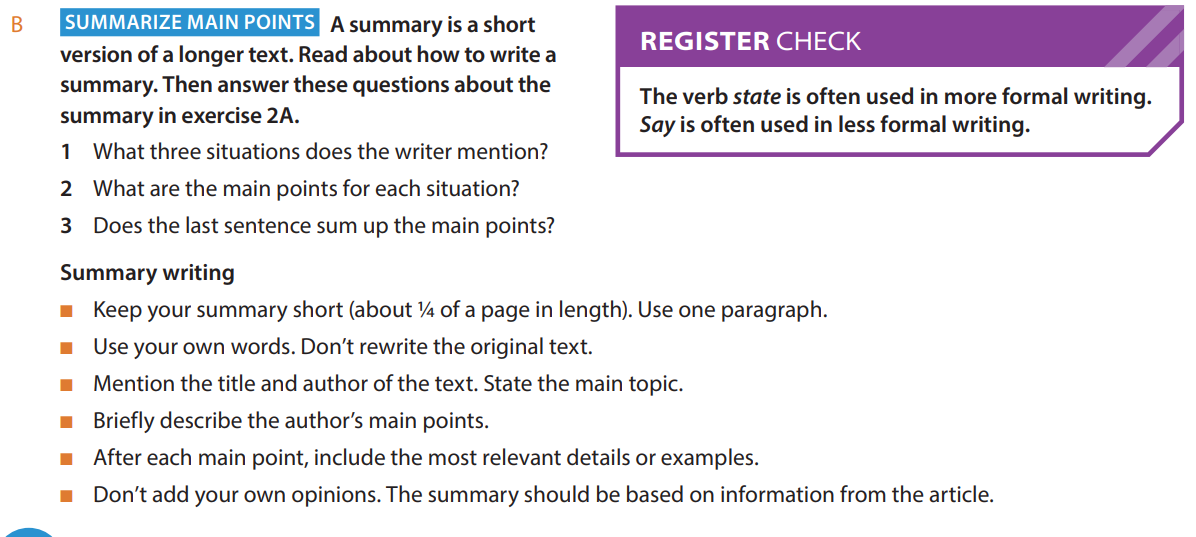 B SUMMARIZE MAIN POINTS A summary is a short
version of a longer text. Read about how to write a
summary. Then answer these questions about the
summary in exercise 2A.
1 What three situations does the writer mention?
2 What are the main points for each situation?
3 Does the last sentence sum up the main points?
REGISTER CHECK
The verb state is often used in more formal writing.
Say is often used in less formal writing.
Summary writing
■ Keep your summary short (about ¼ of a page in length). Use one paragraph.
■ Use your own words. Don’t rewrite the original text.
■ Mention the title and author of the text. State the main topic.
■ Briefly describe the author’s main points.
■ After each main point, include the most relevant details or examples.
■ Don’t add your own opinions. The summary should be based on information from the article.